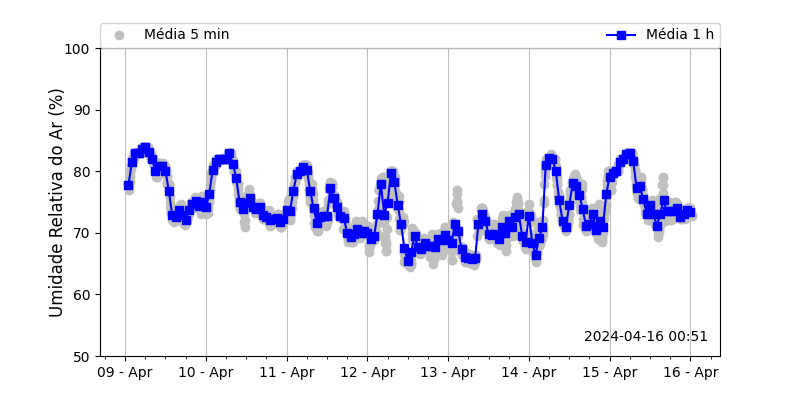 Média 5 min
Média 1 h
Umidade Relativa do Ar (%)
100
90
80
70
60
50
2024-04-16 00:51
09 - Apr
10 - Apr
11 - Apr
12 - Apr
13 - Apr
14 - Apr
15 - Apr
16 - Apr